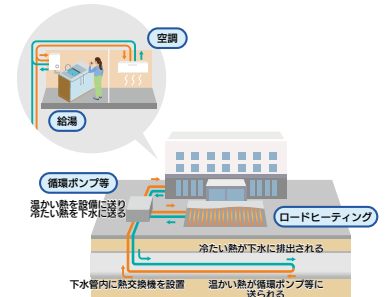 空調
給湯
循環ポンプ等
温かい熱を設備に送り
冷たい熱を下水に送る
ロードヒーティング
冷たい熱が下水に排出される
下水管内に熱交換機を設置
温かい熱が循環ポンプ等に
送られる